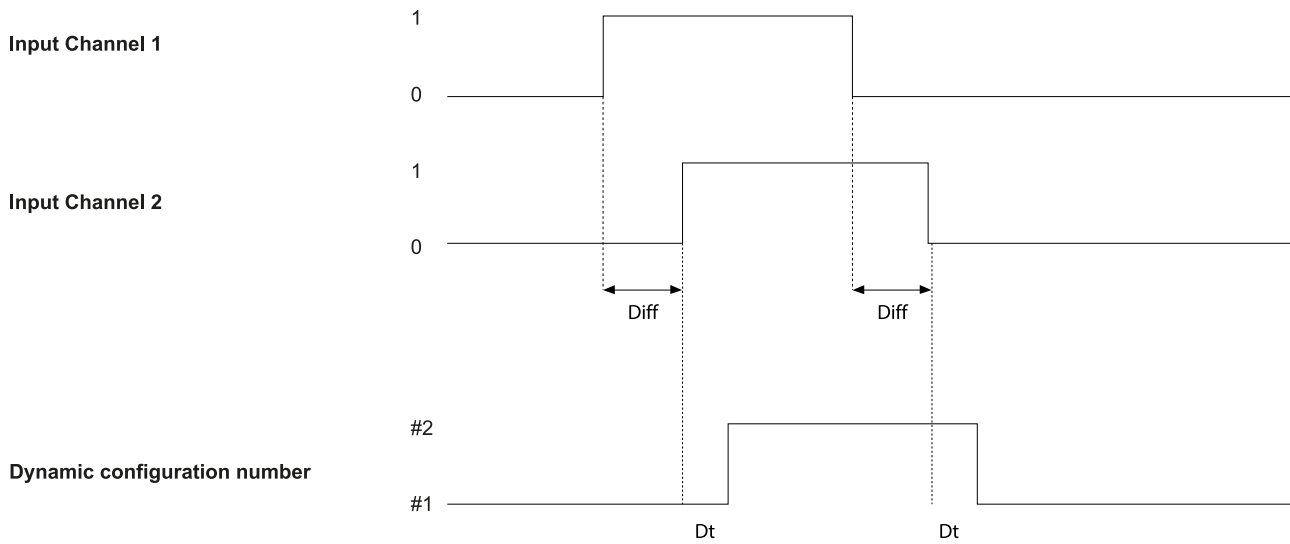 1
Input Channel 1
0
1
Input Channel 2
0
Diff Diff
#2
Dynamic configuration number
#1
Dt Dt